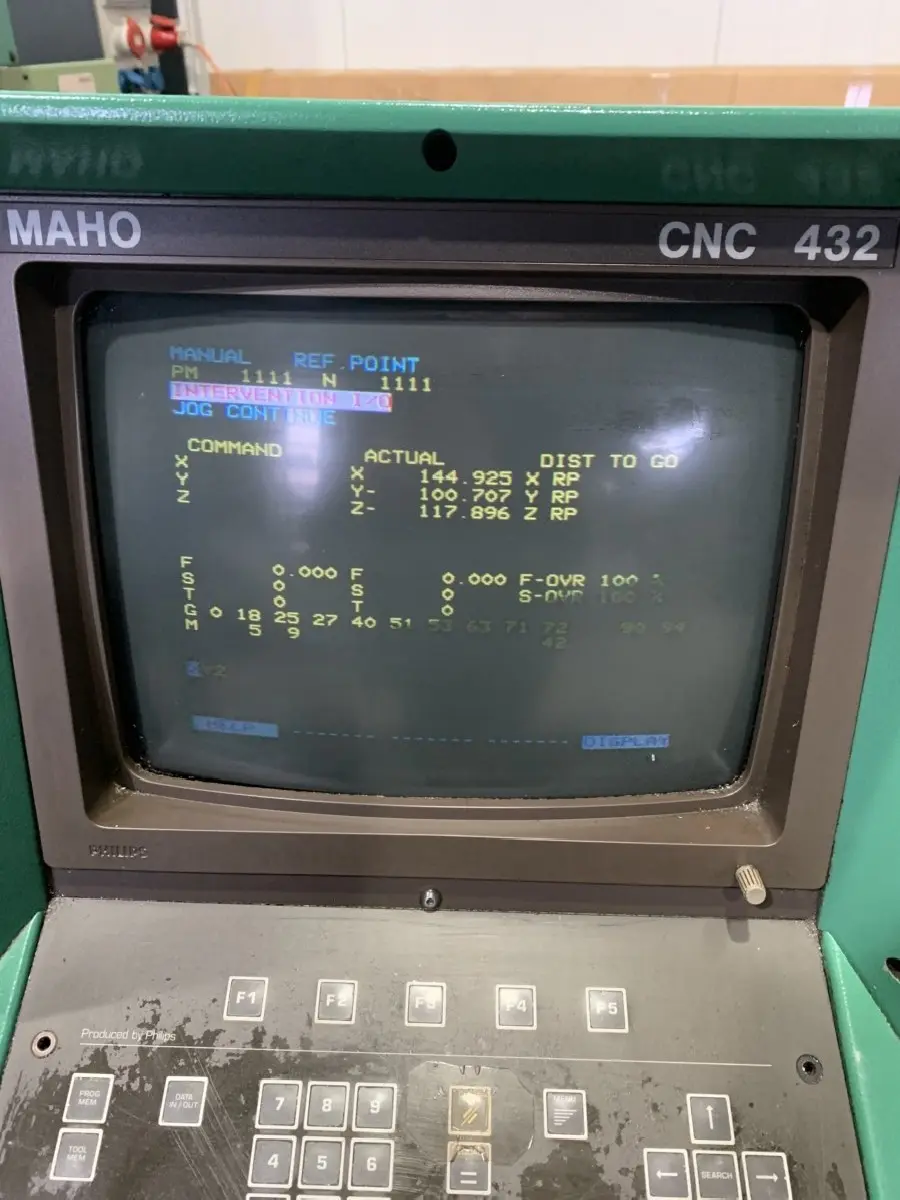 MAHO CNC 432
MANUAL REF.POINT
PM 1111 N 1111
INTERVENTION I/O
JOG CONTINUE
COMMAND ACTUAL DIST TO GO
X X 144.925 X RP
Y Y- 100.707 Y RP
Z Z- 117.896 Z RP
F 0.000 F 0.000 F-OVR 100 %
S 0 S 0 S-OVR 100 %
T 0 T 0
G 0 18 25 27 40 51 53 63 71 72 90 94
M 5 9 42
HELP DISPLAY
PHILIPS
F1 F2 F3 F4 F5
Produced by Philips
PROG MEM
DATA IN/OUT
7 8 9
MENU
↑
TOOL MEM
4 5 6
=
← SEARCH →